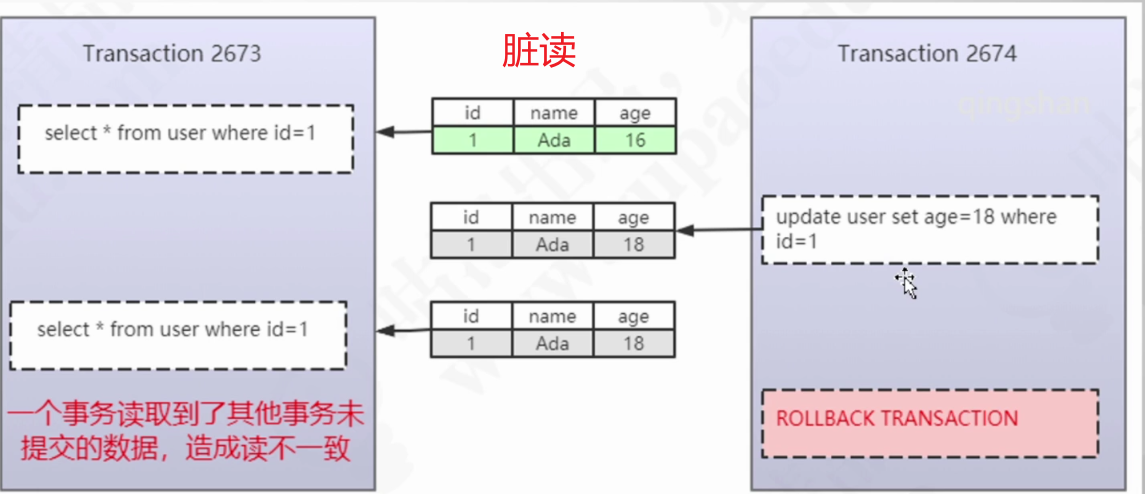 脏读
Transaction 2673
Transaction 2674
qingshan
select * from user where id=1
id name age
1 Ada 16
update user set age=18 where
id=1
id name age
1 Ada 18
select * from user where id=1
id name age
1 Ada 18
一个事务读取到了其他事务未
提交的数据，造成读不一致
ROLLBACK TRANSACTION